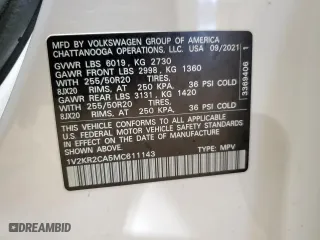 MFD BY VOLKSWAGEN GROUP OF AMERICA
CHATTANOOGA OPERATIONS, LLC. USA 09/2021
GVWR LBS 6019, KG 2730
GAWR FRONT LBS 2998, KG 1360
WITH 255/50R20 TIRES,
8JX20 RIMS, AT 250 KPA. 36 PSI COLD
GAWR REAR LBS 3131, KG 1420
WITH 255/50R20 TIRES,
8JX20 RIMS, AT 250 KPA. 36 PSI COLD
THIS VEHICLE CONFORMS TO ALL APPLICABLE
U.S. FEDERAL MOTOR VEHICLE SAFETY STANDARDS IN
EFFECT ON THE DATE OF MANUFACTURE SHOWN ABOVE.
1V2KR2CA5MC611143 TYPE: MPV
3369406 1
DEALERSHIP.CC